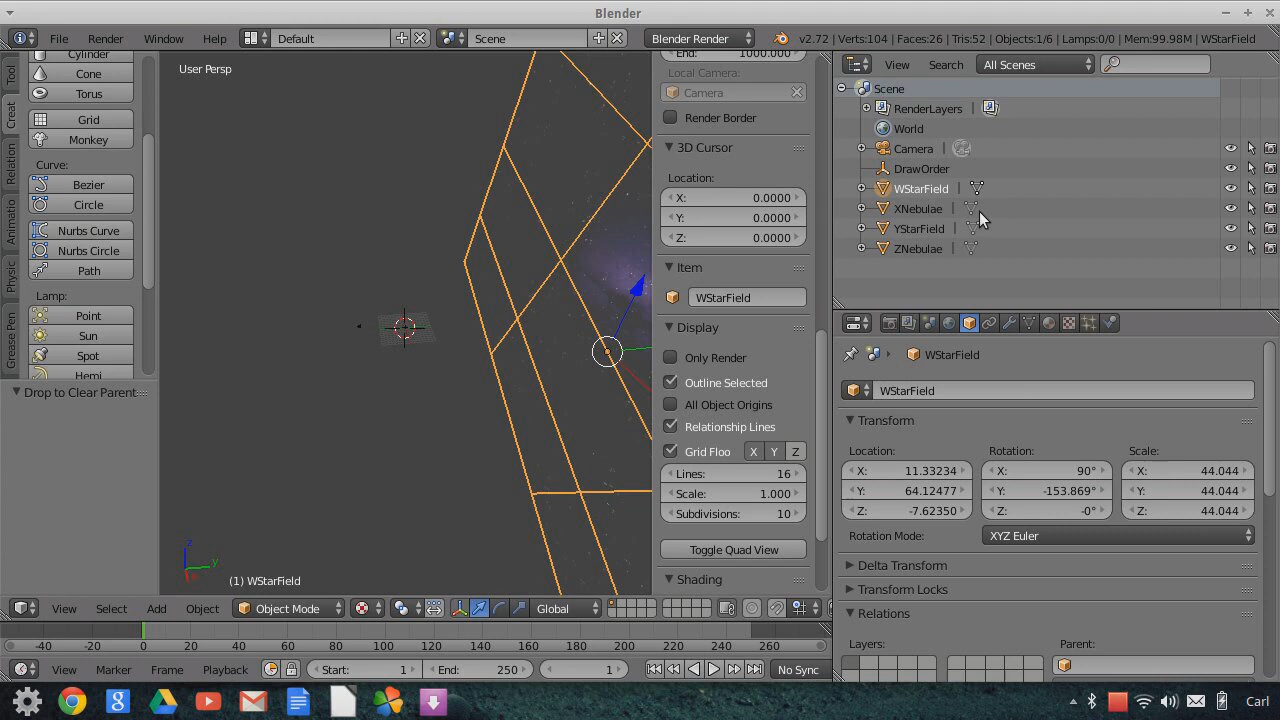 Blender
File Render Window Help Default Scene Blender Render v2.72 | Verts:104 | Faces:26 | Tris:52 | Objects:1/6 | Lamps:0/0 | Mem:99.98M | WStarField
Tool
Creat
Relation
Animatio
Physic
Grease Pen
Cylinder
Cone
Torus
Grid
Monkey
Curve:
Bezier
Circle
Nurbs Curve
Nurbs Circle
Path
Lamp:
Point
Sun
Spot
Hemi
Drop to Clear Parent
User Persp
(1) WStarField
z
y
End: 1000.000
Local Camera:
Camera
Render Border
3D Cursor
Location:
X: 0.0000
Y: 0.0000
Z: 0.0000
Item
WStarField
Display
Only Render
Outline Selected
All Object Origins
Relationship Lines
Grid Floo X Y Z
Lines: 16
Scale: 1.000
Subdivisions: 10
Toggle Quad View
Shading
View Select Add Object Object Mode Global
-40 -20 0 20 40 60 80 100 120 140 160 180 200 220 240 260
View Marker Frame Playback Start: 1 End: 250 1 No Sync
View Search All Scenes
Scene
RenderLayers |
World
Camera |
DrawOrder
WStarField |
XNebulae |
YStarField |
ZNebulae |
WStarField
WStarField
Transform
Location: Rotation: Scale:
X: 11.33234 X: 90° X: 44.044
Y: 64.12477 Y: -153.869° Y: 44.044
Z: -7.62350 Z: -0° Z: 44.044
Rotation Mode: XYZ Euler
Delta Transform
Transform Locks
Relations
Layers: Parent:
8 Carl